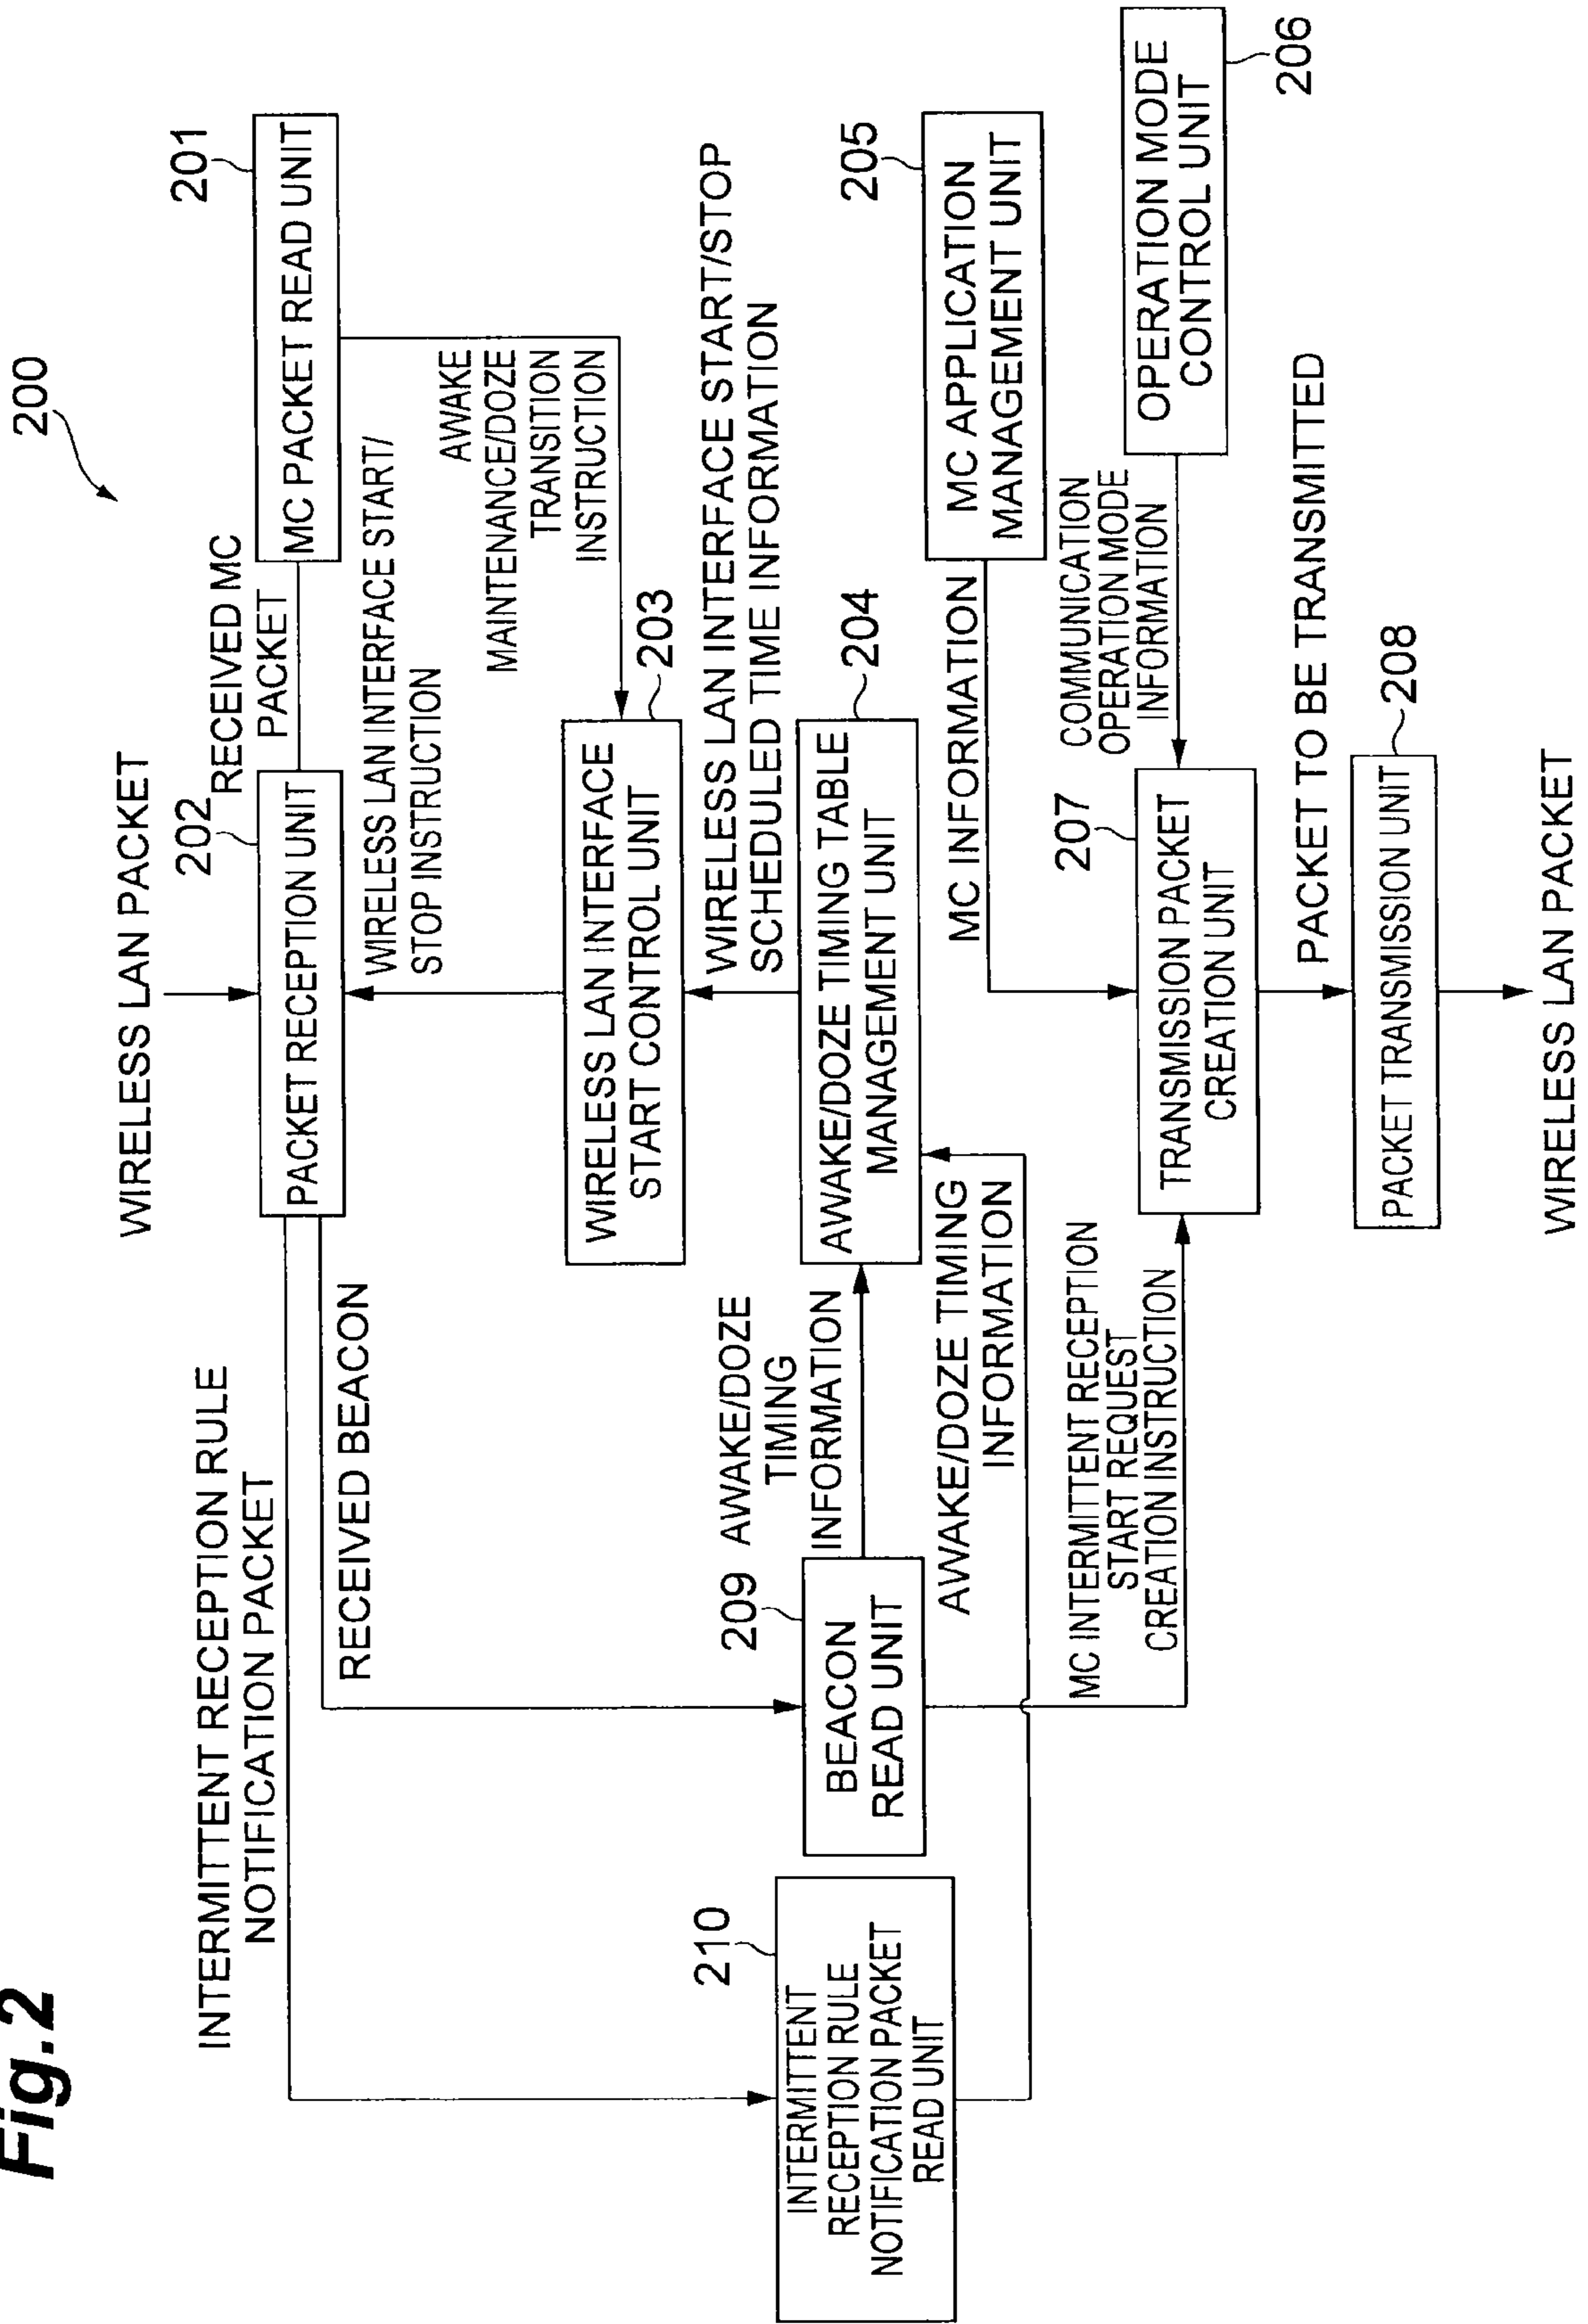 Fig.2
200
WIRELESS LAN PACKET
202
PACKET RECEPTION UNIT
RECEIVED MC
PACKET
201
MC PACKET READ UNIT
INTERMITTENT RECEPTION RULE
NOTIFICATION PACKET
RECEIVED BEACON
WIRELESS LAN INTERFACE START/
STOP INSTRUCTION
AWAKE
MAINTENANCE/DOZE
TRANSITION
INSTRUCTION
203
WIRELESS LAN INTERFACE
START CONTROL UNIT
WIRELESS LAN INTERFACE START/STOP
SCHEDULED TIME INFORMATION
210
INTERMITTENT
RECEPTION RULE
NOTIFICATION PACKET
READ UNIT
209
BEACON
READ UNIT
AWAKE/DOZE
TIMING
INFORMATION
204
AWAKE/DOZE TIMING TABLE
MANAGEMENT UNIT
AWAKE/DOZE TIMING
INFORMATION
205
MC APPLICATION
MANAGEMENT UNIT
MC INFORMATION
MC INTERMITTENT RECEPTION
START REQUEST
CREATION INSTRUCTION
207
TRANSMISSION PACKET
CREATION UNIT
COMMUNICATION
OPERATION MODE
INFORMATION
OPERATION MODE
CONTROL UNIT
206
PACKET TO BE TRANSMITTED
PACKET TRANSMISSION UNIT
208
WIRELESS LAN PACKET